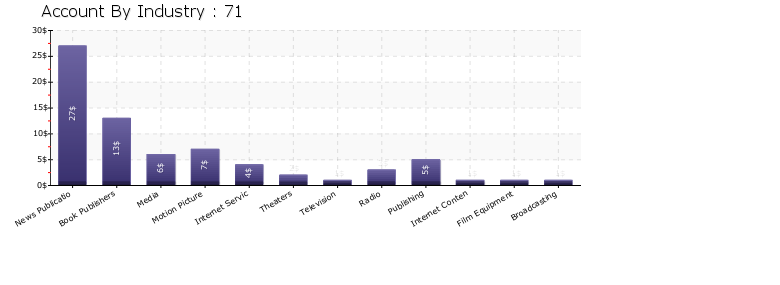 Account By Industry : 71
30$
25$
20$
15$
10$
5$
0$
27$
13$
6$
7$
4$
5$
News Publicatio
Book Publishers
Media
Motion Picture
Internet Servic
Theaters
Television
Radio
Publishing
Internet Conten
Film Equipment
Broadcasting